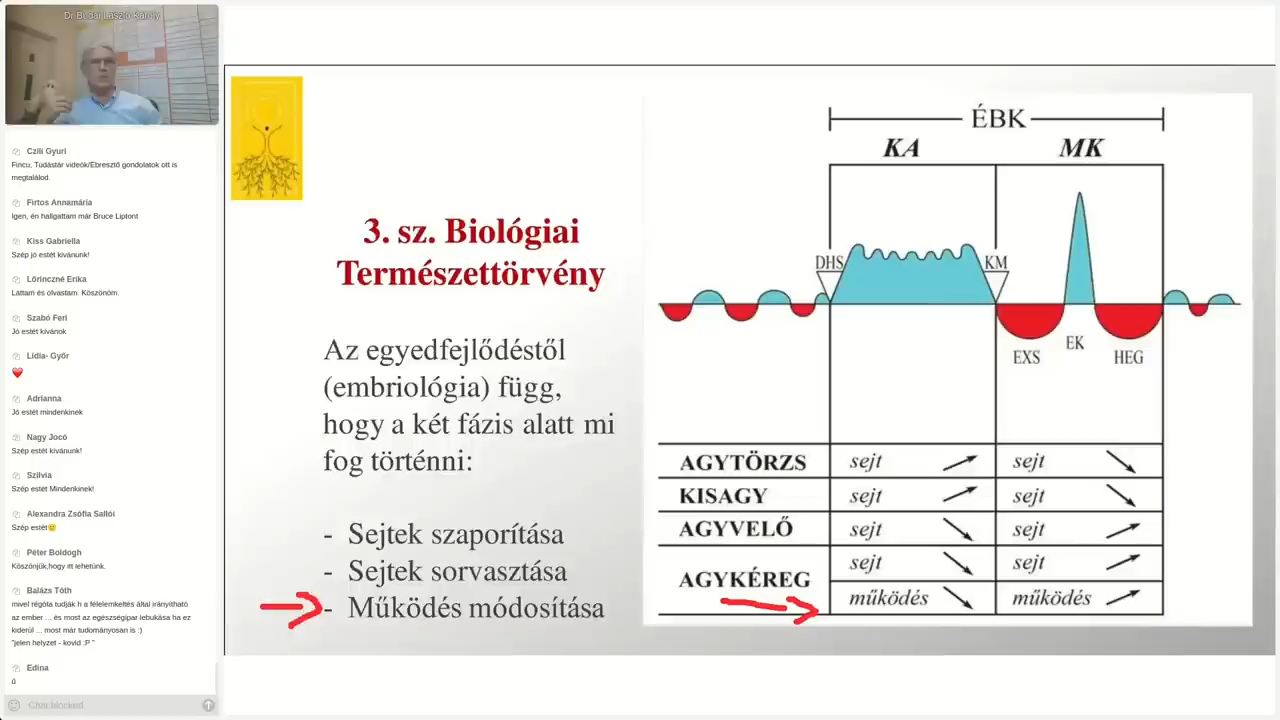 Dr Budai László Károly
Czili Gyuri
Fincu, Tudástár videók/Ébresztő gondolatok ott is
megtalálod.
Firtos Annamária
Igen, én hallgattam már Bruce Liptont
Kiss Gabriella
Szép jó estét kívánunk!
Lőrinczné Erika
Láttam és olvastam. Köszönöm.
Szabó Feri
Jó estét kívánok
Lídia- Győr
❤️
Adrianna
Jó estét mindenkinek
Nagy Jocó
Szép estét kívánunk!
Szilvia
Szép estét Mindenkinek!
Alexandra Zsófia Sallói
Szép estét🙂
Péter Boldogh
Köszönjük,hogy itt lehetünk.
Balázs Tóth
mivel régóta tudják h a félelemkeltés által irányítható
az ember ... és most az egészségipar lebukása ha ez
kiderül ... most már tudományosan is :)
"jelen helyzet - kovid :P "
Edina
ű
Chat blocked
3. sz. Biológiai
Természettörvény
Az egyedfejlődéstől
(embriológia) függ,
hogy a két fázis alatt mi
fog történni:
- Sejtek szaporítása
- Sejtek sorvasztása
- Működés módosítása
ÉBK
KA MK
DHS KM
EXS EK HEG
AGYTÖRZS sejt sejt
KISAGY sejt sejt
AGYVELŐ sejt sejt
AGYKÉREG sejt sejt
működés működés